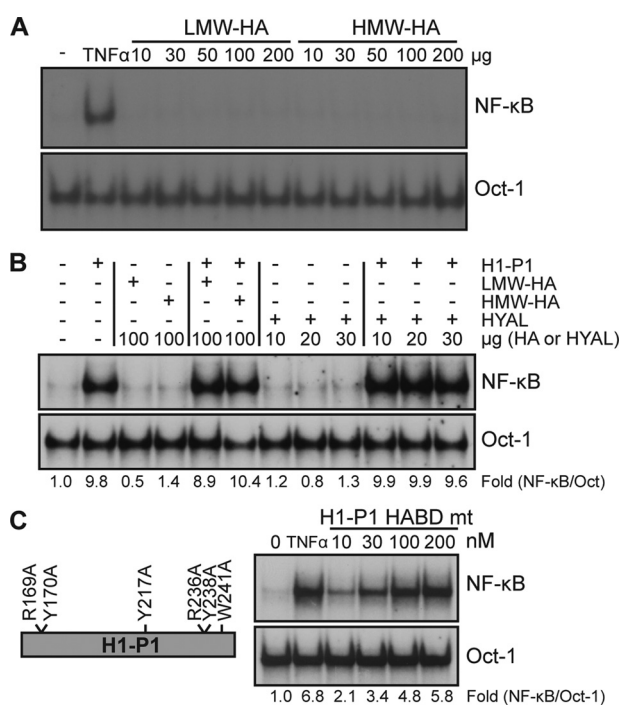 A
LMW-HA HMW-HA
- TNFα 10 30 50 100 200 10 30 50 100 200 µg
NF-κB
Oct-1
B
- + - - + + - - - + + + H1-P1
- - + - + - - - - - - - LMW-HA
- - - + - + - - - - - - HMW-HA
- - - - - - + + + + + + HYAL
- - 100 100 100 100 10 20 30 10 20 30 µg (HA or HYAL)
NF-κB
Oct-1
1.0 9.8 0.5 1.4 8.9 10.4 1.2 0.8 1.3 9.9 9.9 9.6 Fold (NF-κB/Oct)
C
H1-P1 HABD mt
0 TNFα 10 30 100 200 nM
R169A Y170A Y217A R236A Y238A W241A
H1-P1
NF-κB
Oct-1
1.0 6.8 2.1 3.4 4.8 5.8 Fold (NF-κB/Oct-1)